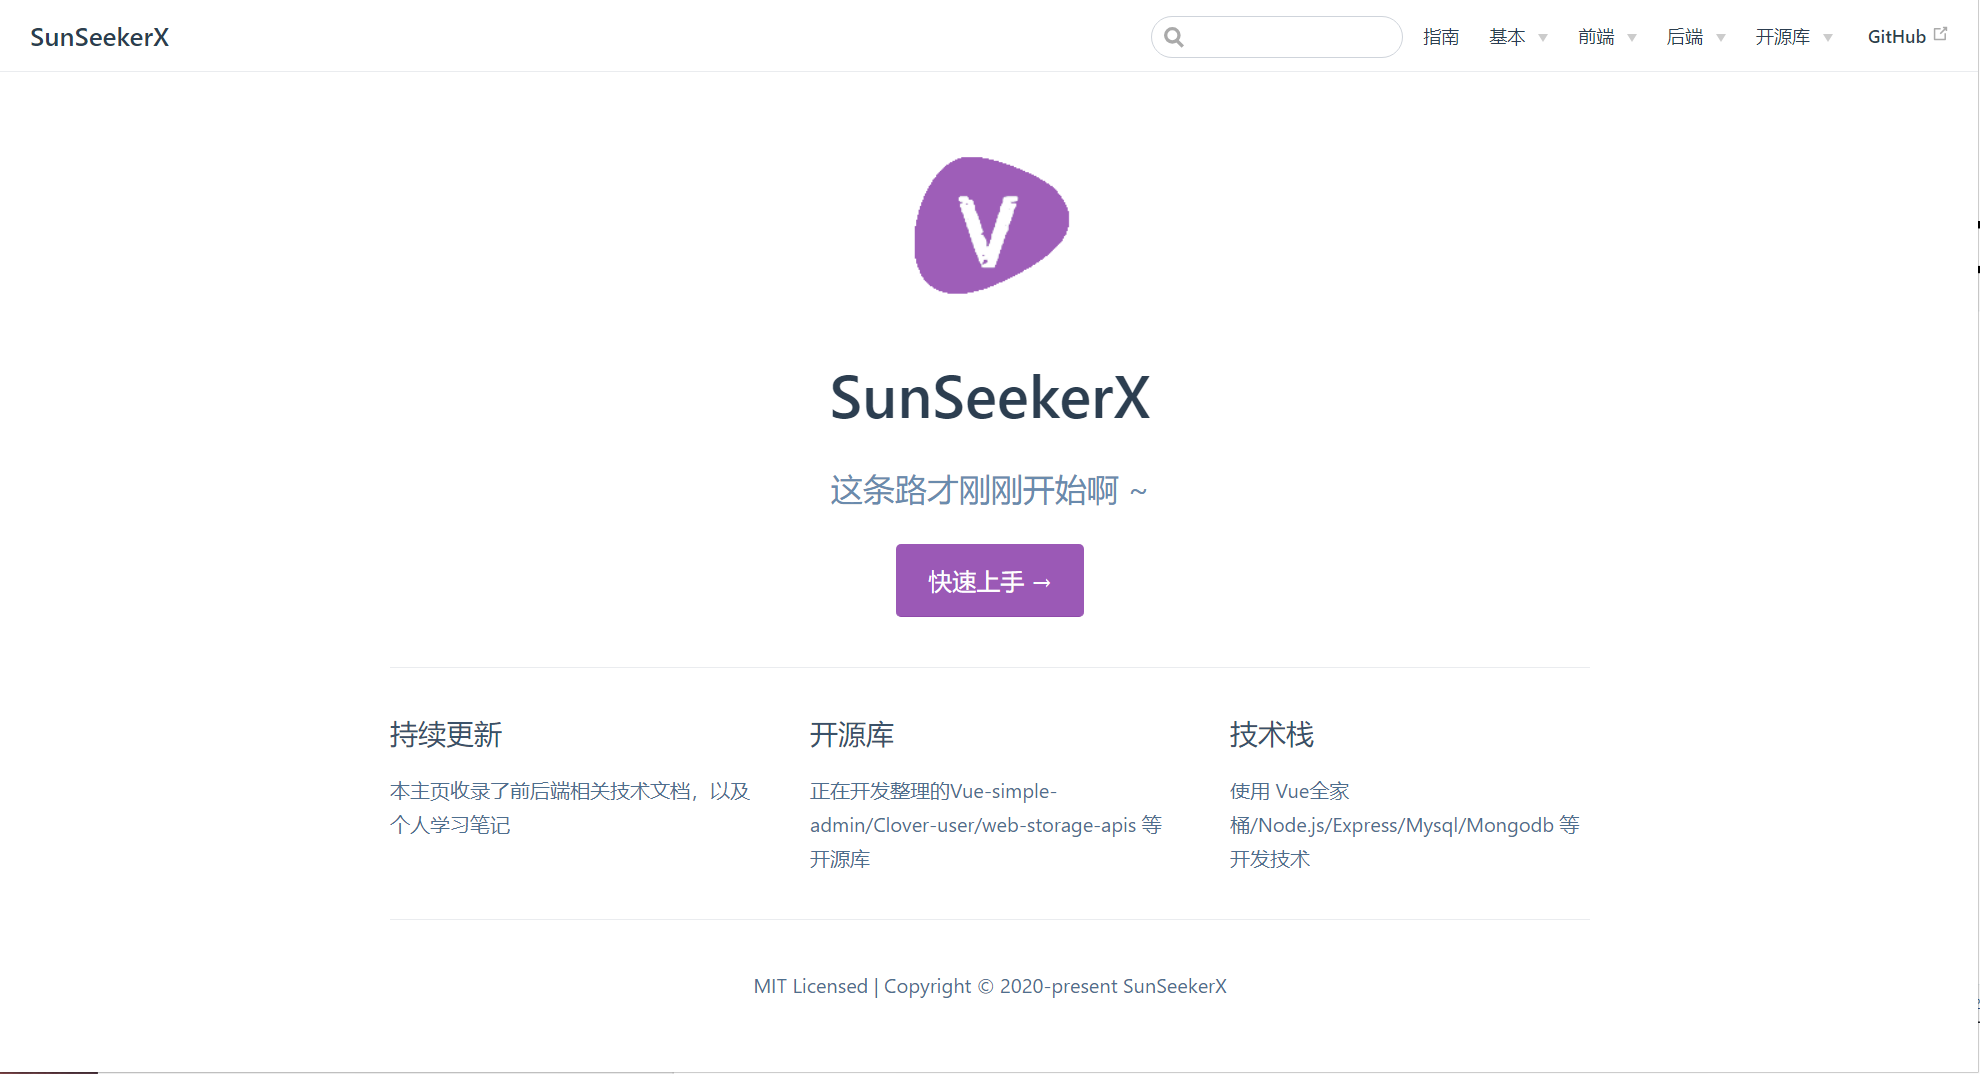 SunSeekerX
指南 基本 前端 后端 开源库 GitHub
V
SunSeekerX
这条路才刚刚开始啊 ~
快速上手 →
持续更新
本主页收录了前后端相关技术文档，以及
个人学习笔记
开源库
正在开发整理的Vue-simple-
admin/Clover-user/web-storage-apis 等
开源库
技术栈
使用 Vue全家
桶/Node.js/Express/Mysql/Mongodb 等
开发技术
MIT Licensed | Copyright © 2020-present SunSeekerX